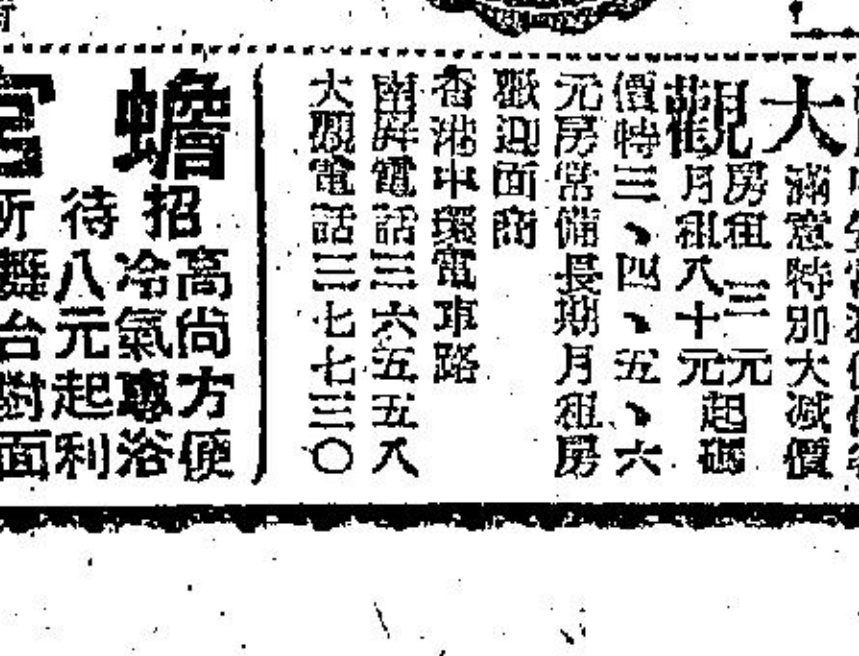 大觀
滿意特別大減價
房租三元起碼
月租八十元
價特三、四、五、六
元房常備長期月租房
歡迎面商
香港中環電車路
南屏電話三六五五八
大觀電話三七七三〇
蟾宮
招待所
高尚方便
冷氣專浴
八元起利
舞台對面